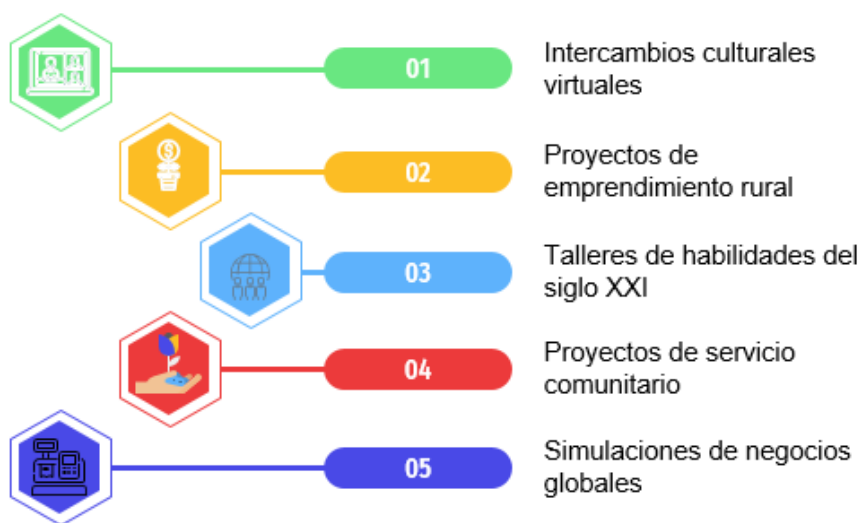 01
Intercambios culturales
virtuales
02
Proyectos de
emprendimiento rural
03
Talleres de habilidades del
siglo XXI
04
Proyectos de servicio
comunitario
05
Simulaciones de negocios
globales